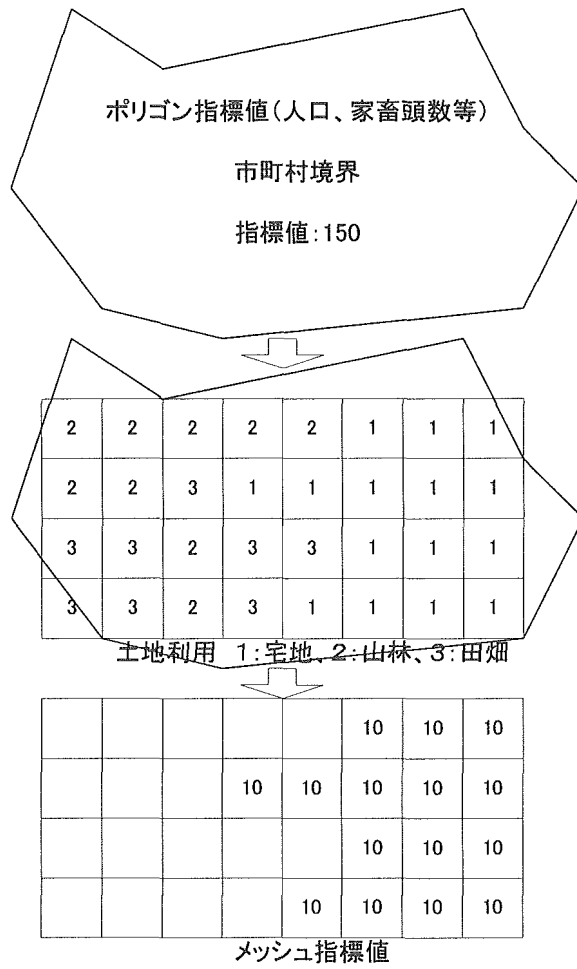 ポリゴン指標値(人口、家畜頭数等)
市町村境界
指標値:150
2 2 2 2 2 1 1 1
2 2 3 1 1 1 1 1
3 3 2 3 3 1 1 1
3 3 2 3 1 1 1 1
土地利用 1:宅地、2:山林、3:田畑
10 10 10
10 10 10 10 10
10 10 10
10 10 10 10
メッシュ指標値